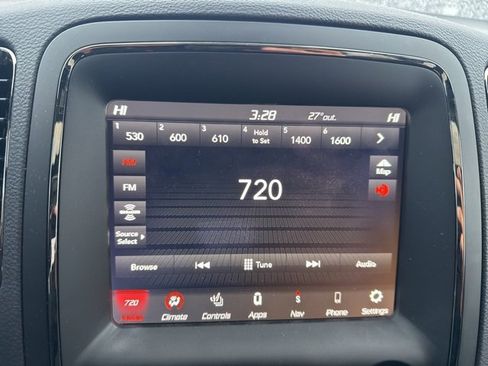 HI 3:28 27°out. HI
1 530 2 600 3 610 4 Hold to Set 5 1400 6 1600
FM
Map
720
Source Select
Browse Tune Audio
720
Climate Controls Apps Nav Phone Settings
S